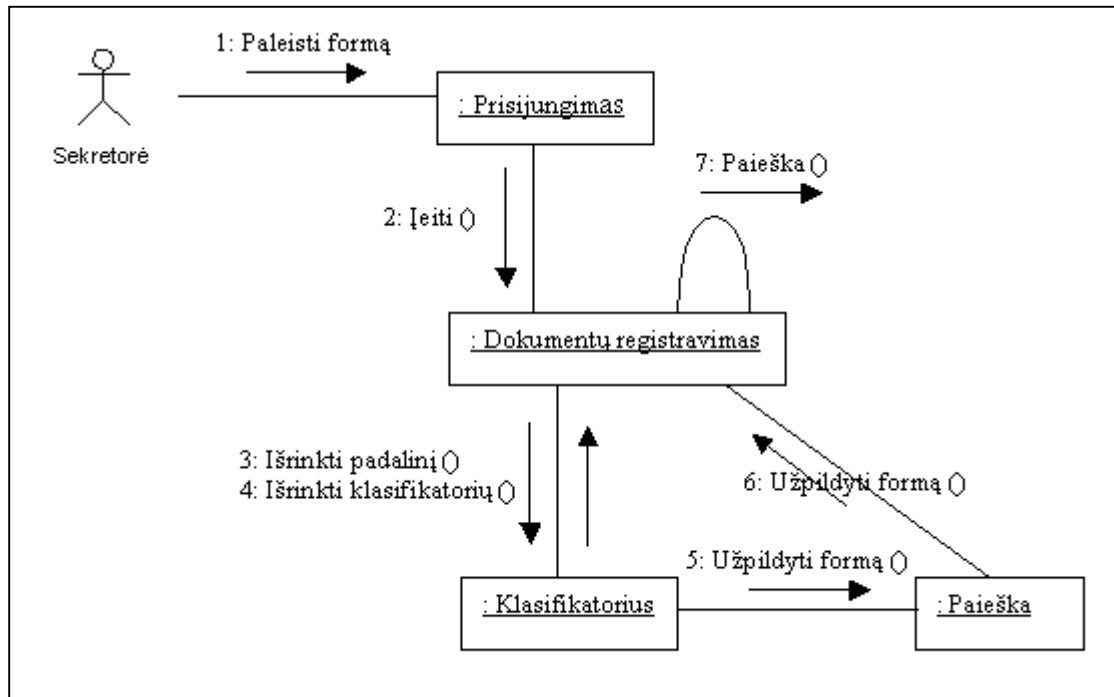 1: Paleisti formą
: Prisijungimas
Sekretorė
7: Paieška ()
2: Įeiti ()
: Dokumentų registravimas
3: Išrinkti padalinį ()
4: Išrinkti klasifikatorių ()
6: Užpildyti formą ()
5: Užpildyti formą ()
: Klasifikatorius
: Paieška